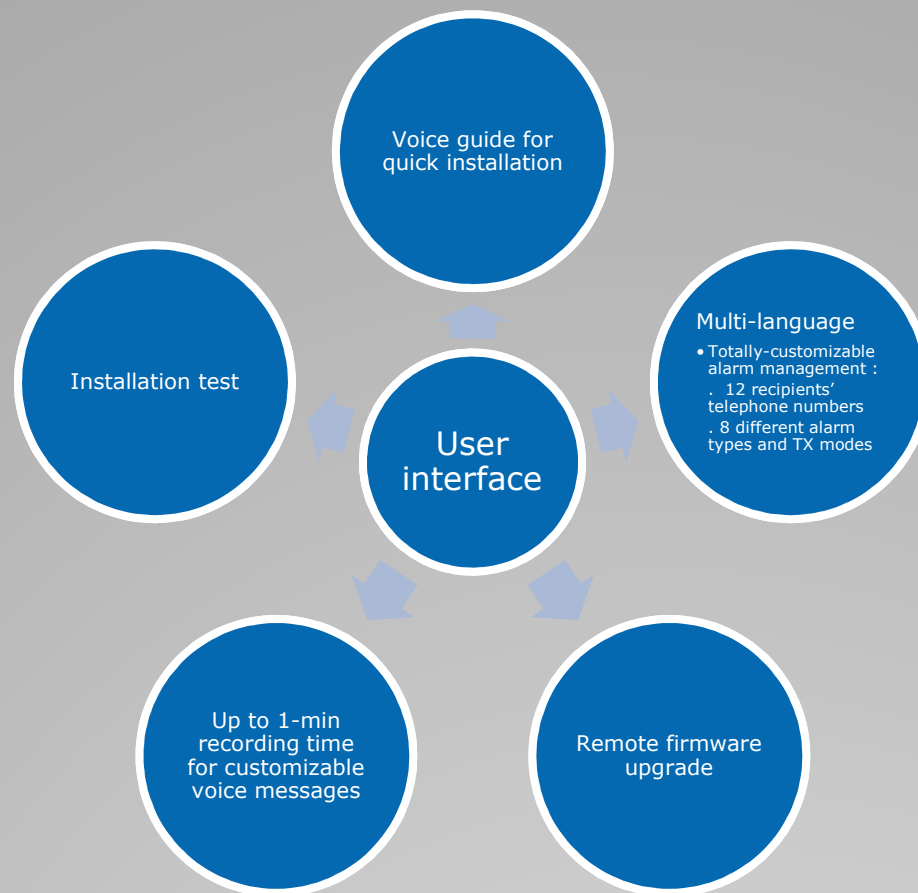 Voice guide for
quick installation
Multi-language
• Totally-customizable
alarm management :
. 12 recipients’
telephone numbers
. 8 different alarm
types and TX modes
Installation test
User
interface
Up to 1-min
recording time
for customizable
voice messages
Remote firmware
upgrade